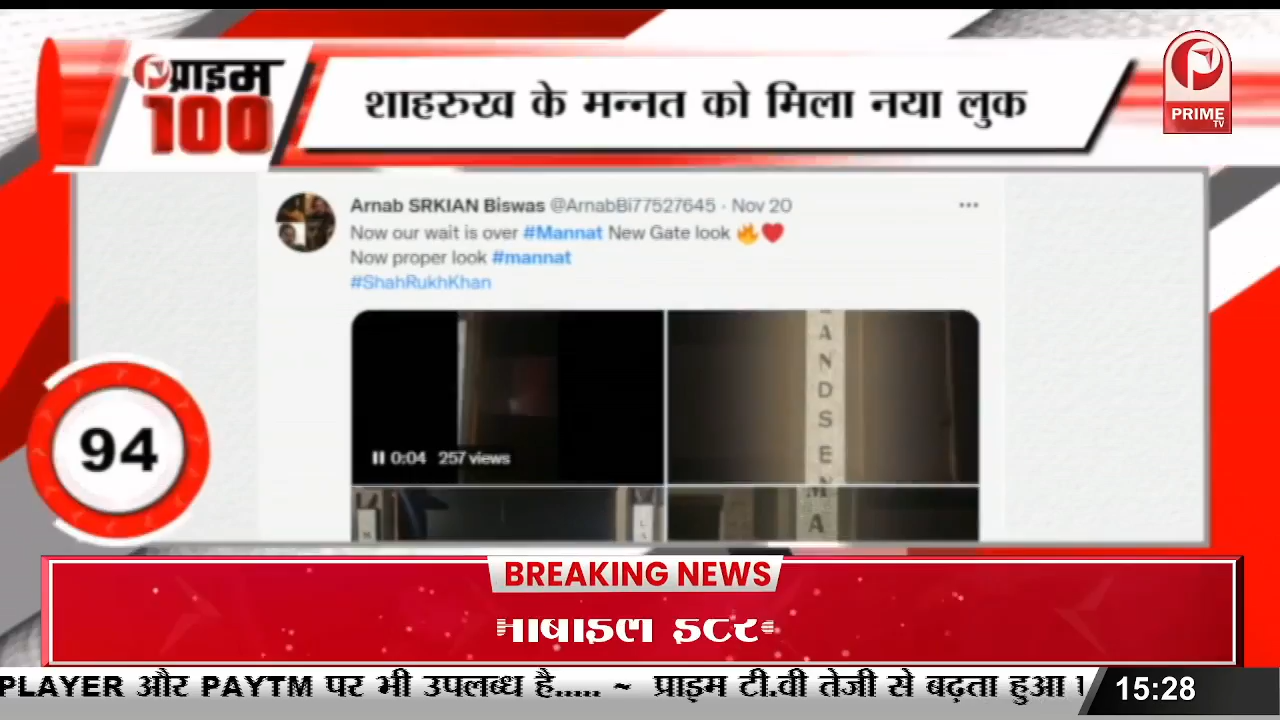 प्राइम
100
शाहरुख के मन्नत को मिला नया लुक
PRIME
TV
Arnab SRKIAN Biswas @ArnabBi77527645 · Nov 20
Now our wait is over #Mannat New Gate look 🔥❤️
Now proper look #mannat
#ShahRukhKhan
0:04 257 views
A
N
D
S
E
N
A
94
BREAKING NEWS
PLAYER और PAYTM पर भी उपलब्ध है..... ~ प्राइम टी.वी तेजी से बढ़ता हुआ
15:28